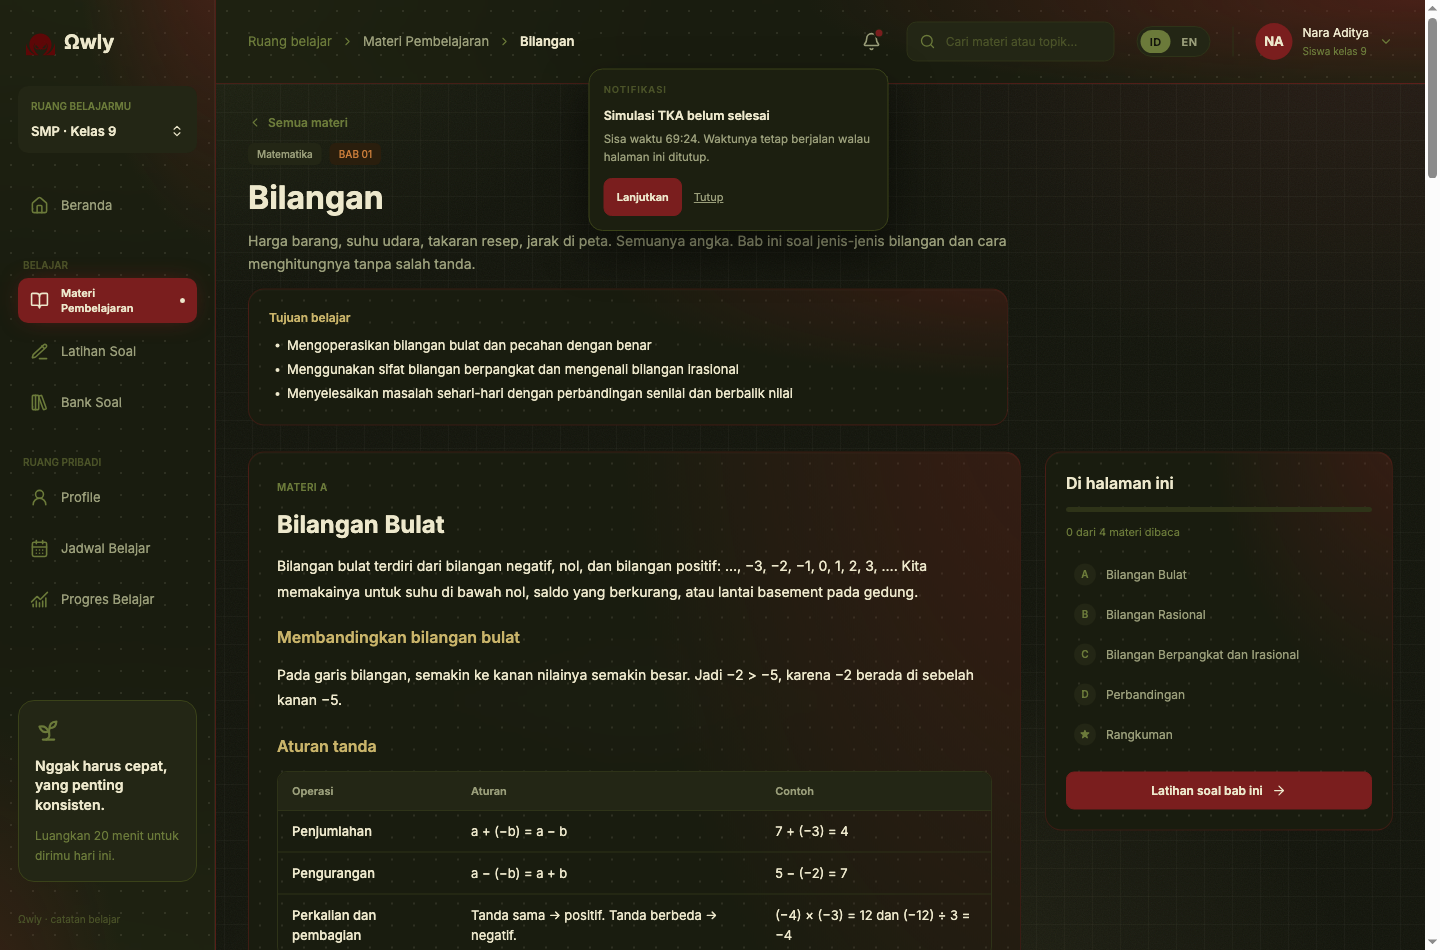 Ωwly
RUANG BELAJARMU
SMP · Kelas 9
Beranda
BELAJAR
Materi
Pembelajaran
Latihan Soal
Bank Soal
RUANG PRIBADI
Profile
Jadwal Belajar
Progres Belajar
Nggak harus cepat,
yang penting
konsisten.
Luangkan 20 menit untuk
dirimu hari ini.
Ωwly · catatan belajar
Ruang belajar > Materi Pembelajaran > Bilangan
Cari materi atau topik...
ID EN
NA
Nara Aditya
Siswa kelas 9
NOTIFIKASI
Simulasi TKA belum selesai
Sisa waktu 69:24. Waktunya tetap berjalan walau
halaman ini ditutup.
Lanjutkan Tutup
Semua materi
Matematika BAB 01
Bilangan
Harga barang, suhu udara, takaran resep, jarak di peta. Semuanya angka. Bab ini soal jenis-jenis bilangan dan cara
menghitungnya tanpa salah tanda.
Tujuan belajar
• Mengoperasikan bilangan bulat dan pecahan dengan benar
• Menggunakan sifat bilangan berpangkat dan mengenali bilangan irasional
• Menyelesaikan masalah sehari-hari dengan perbandingan senilai dan berbalik nilai
MATERI A
Bilangan Bulat
Bilangan bulat terdiri dari bilangan negatif, nol, dan bilangan positif: …, −3, −2, −1, 0, 1, 2, 3, …. Kita
memakainya untuk suhu di bawah nol, saldo yang berkurang, atau lantai basement pada gedung.
Membandingkan bilangan bulat
Pada garis bilangan, semakin ke kanan nilainya semakin besar. Jadi −2 > −5, karena −2 berada di sebelah
kanan −5.
Aturan tanda
Operasi Aturan Contoh
Penjumlahan a + (−b) = a − b 7 + (−3) = 4
Pengurangan a − (−b) = a + b 5 − (−2) = 7
Perkalian dan Tanda sama → positif. Tanda berbeda → (−4) × (−3) = 12 dan (−12) ÷ 3 =
pembagian negatif. −4
Di halaman ini
0 dari 4 materi dibaca
A Bilangan Bulat
B Bilangan Rasional
C Bilangan Berpangkat dan Irasional
D Perbandingan
★ Rangkuman
Latihan soal bab ini →